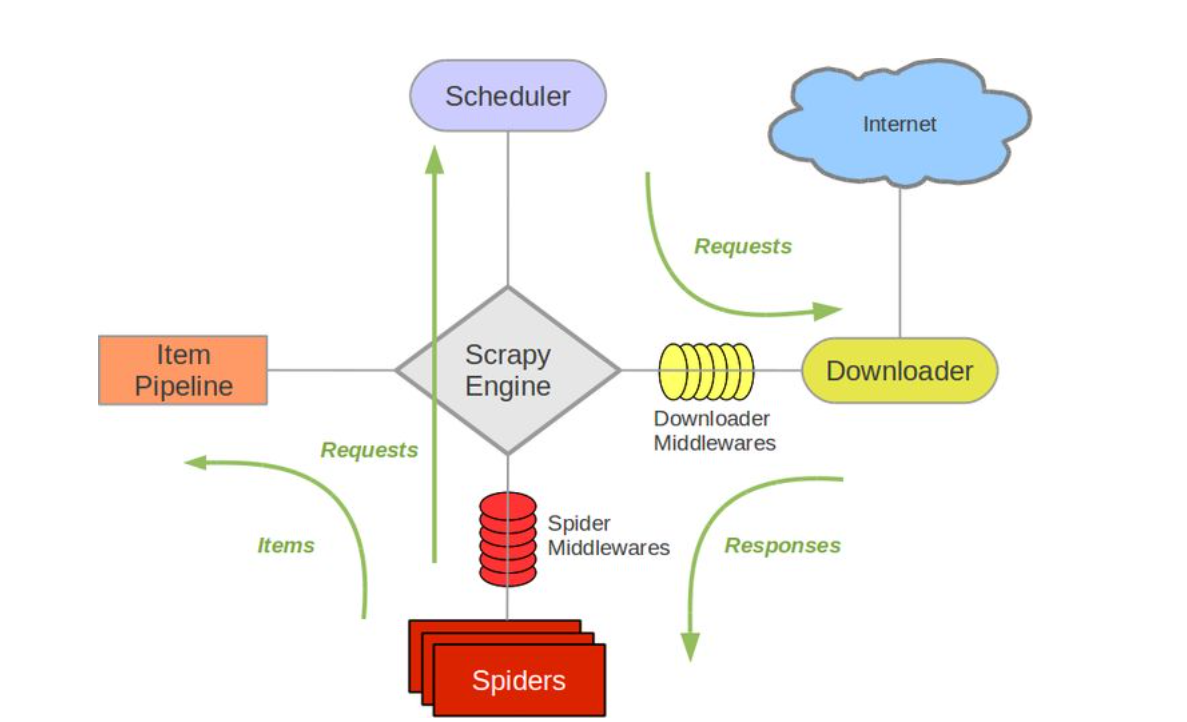 Scheduler
Internet
Requests
Item
Pipeline
Scrapy
Engine
Downloader
Downloader
Middlewares
Requests
Spider
Middlewares
Items
Responses
Spiders